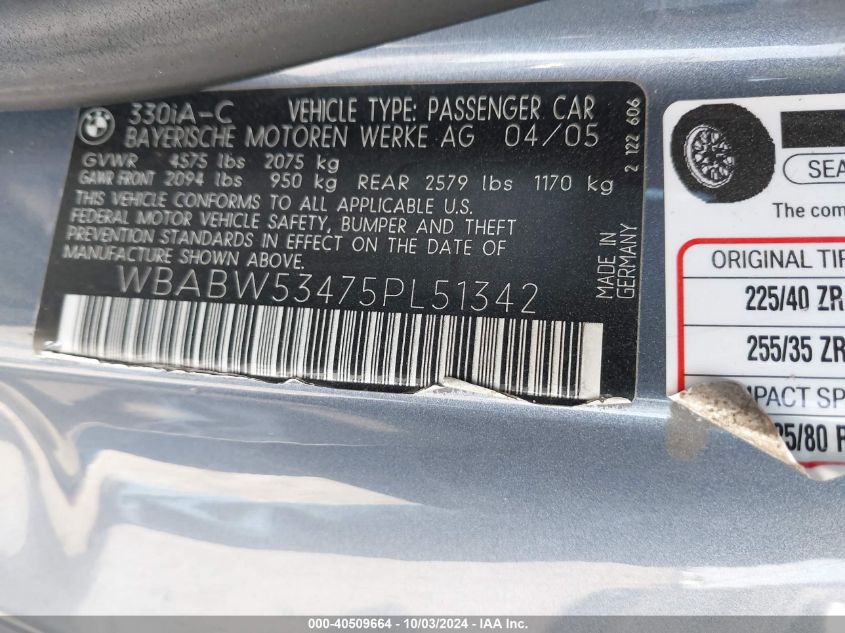 330iA-C VEHICLE TYPE: PASSENGER CAR
BAYERISCHE MOTOREN WERKE AG 04/05
GVWR 4575 lbs 2075 kg
GAWR FRONT 2094 lbs 950 kg REAR 2579 lbs 1170 kg
THIS VEHICLE CONFORMS TO ALL APPLICABLE U.S.
FEDERAL MOTOR VEHICLE SAFETY, BUMPER AND THEFT
PREVENTION STANDARDS IN EFFECT ON THE DATE OF
MANUFACTURE SHOWN ABOVE.
WBABW53475PL51342
MADE IN
GERMANY
2 122 606
SEA
The com
ORIGINAL TIR
225/40 ZR
255/35 ZR
MPACT SP
25/80 R
000-40509664 - 10/03/2024 - IAA Inc.